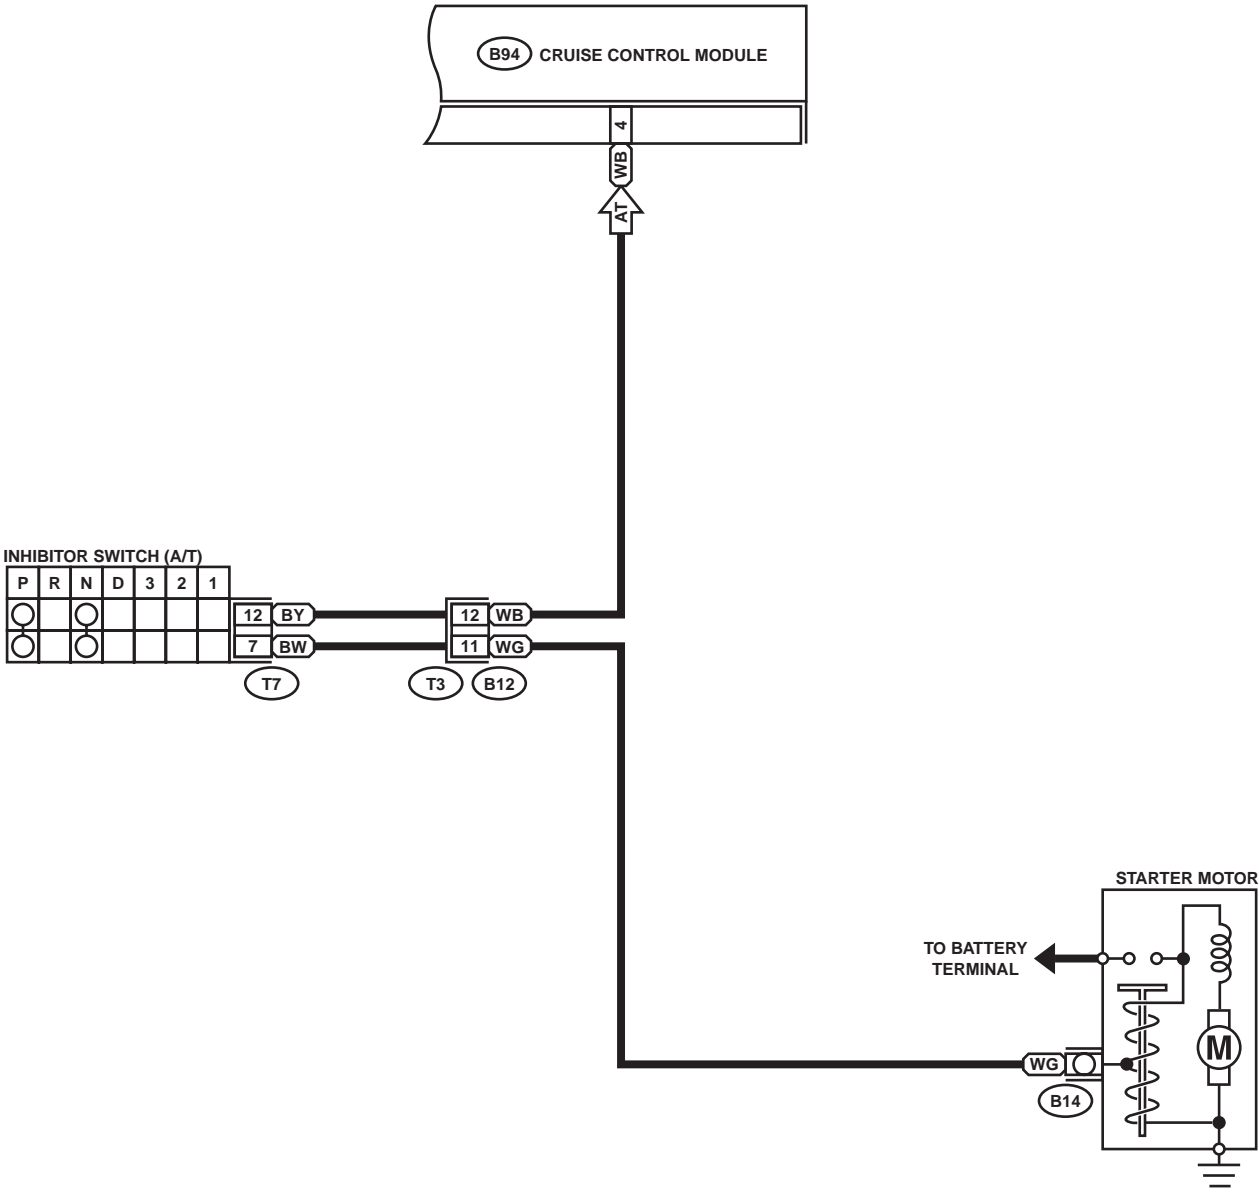 B94 CRUISE CONTROL MODULE
4
WB
AT
INHIBITOR SWITCH (A/T)
P R N D 3 2 1
12 BY 12 WB
7 BW 11 WG
T7 T3 B12
STARTER MOTOR
TO BATTERY
TERMINAL
M
WG
B14